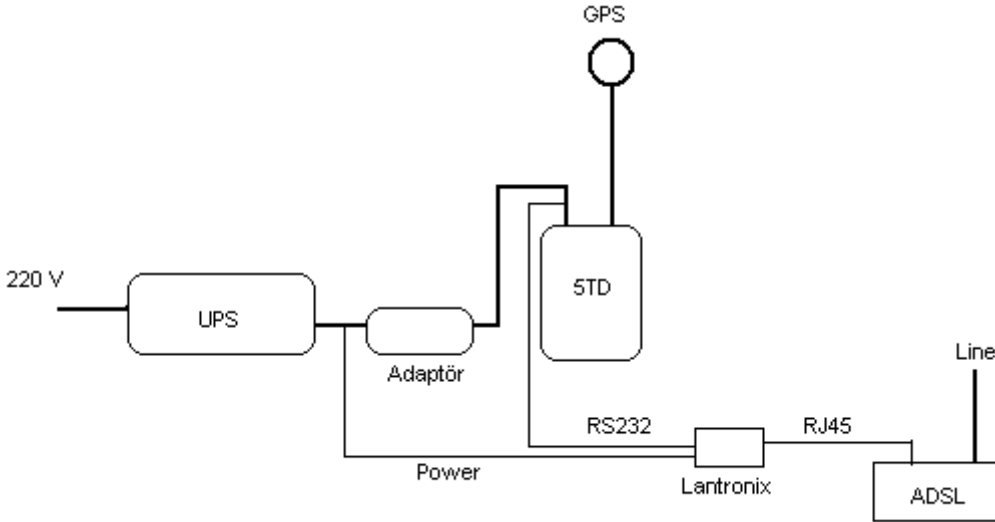 GPS
220 V
UPS
5TD
Adaptör
Line
RS232
RJ45
Power
Lantronix
ADSL